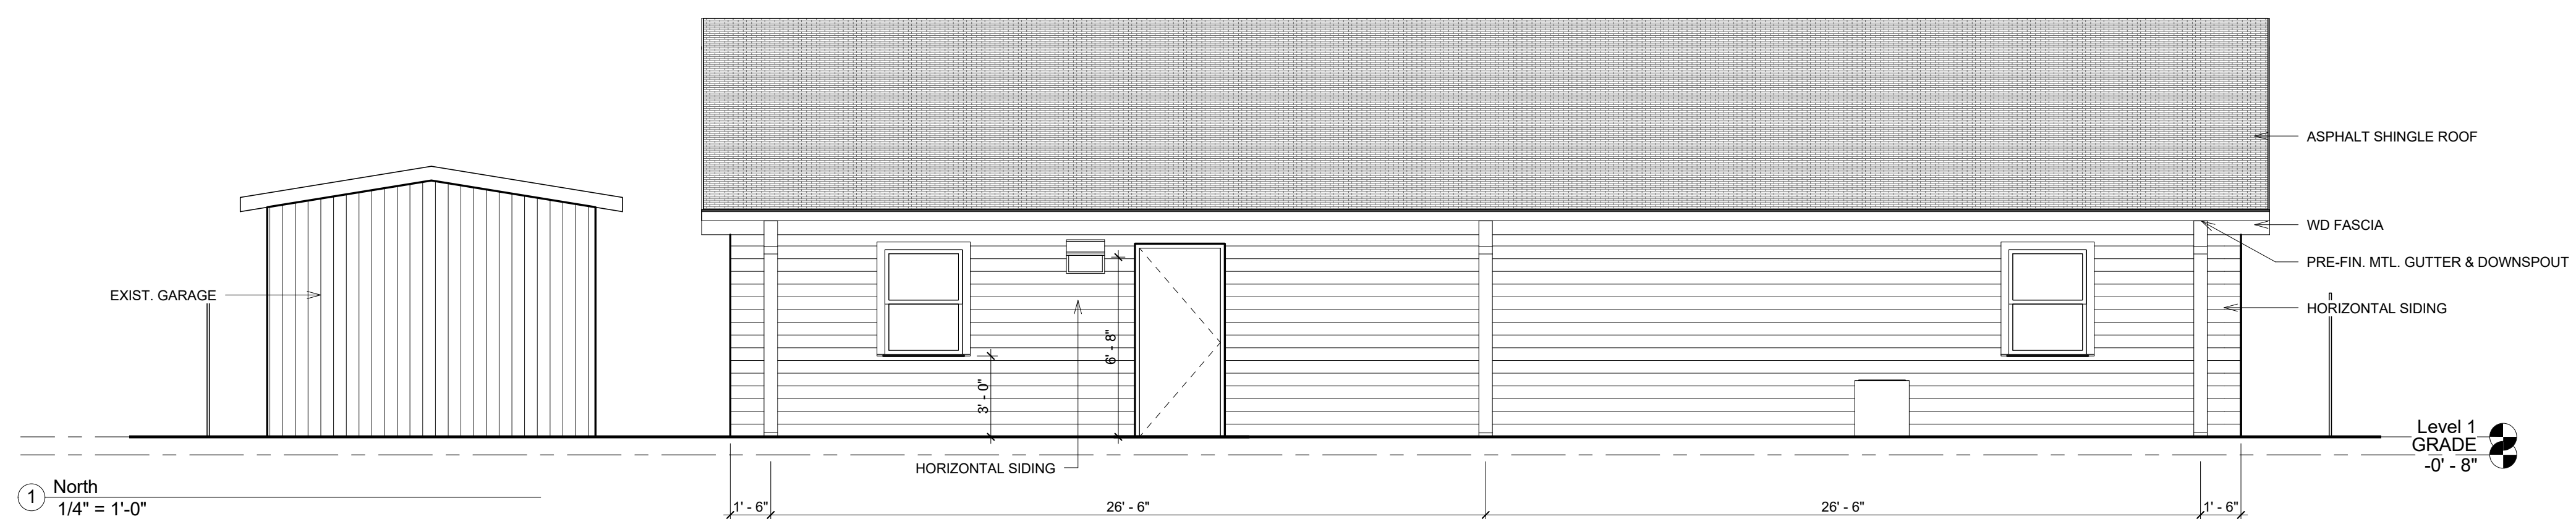 ASPHALT SHINGLE ROOF
WD FASCIA
PRE-FIN. MTL. GUTTER & DOWNSPOUT
EXIST. GARAGE
HORIZONTAL SIDING
6' - 8"
3' - 0"
Level 1
GRADE
-0' - 8"
HORIZONTAL SIDING
1 North
1/4" = 1'-0"
1' - 6" 26' - 6" 26' - 6" 1' - 6"